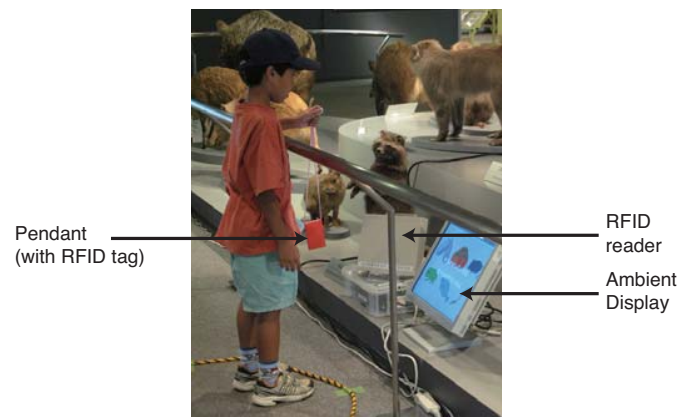 Pendant
(with RFID tag)
RFID
reader
Ambient
Display